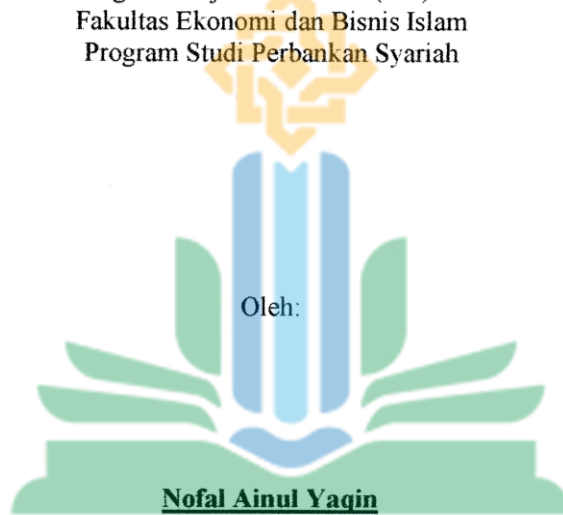 Fakultas Ekonomi dan Bisnis Islam
Program Studi Perbankan Syariah
Oleh:
Nofal Ainul Yaqin